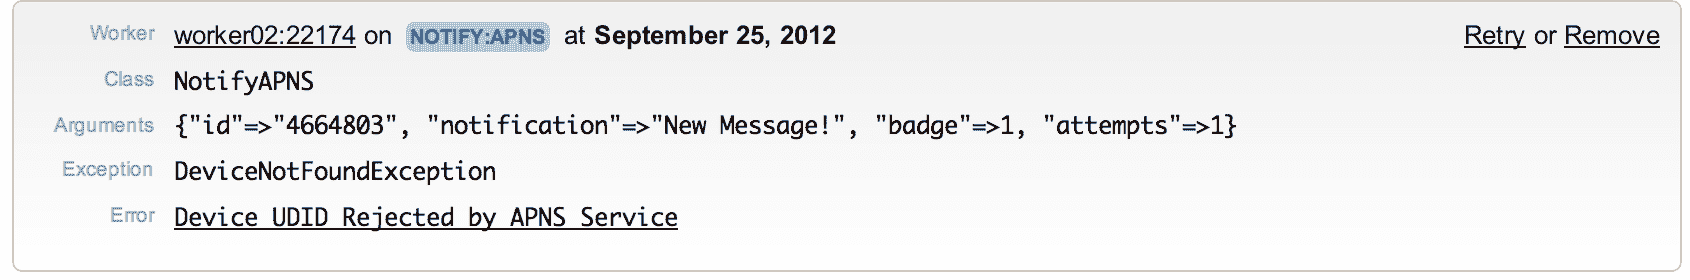 Worker worker02:22174 on NOTIFY:APNS at September 25, 2012 Retry or Remove
Class NotifyAPNS
Arguments {"id"=>"4664803", "notification"=>"New Message!", "badge"=>1, "attempts"=>1}
Exception DeviceNotFoundException
Error Device UDID Rejected by APNS Service